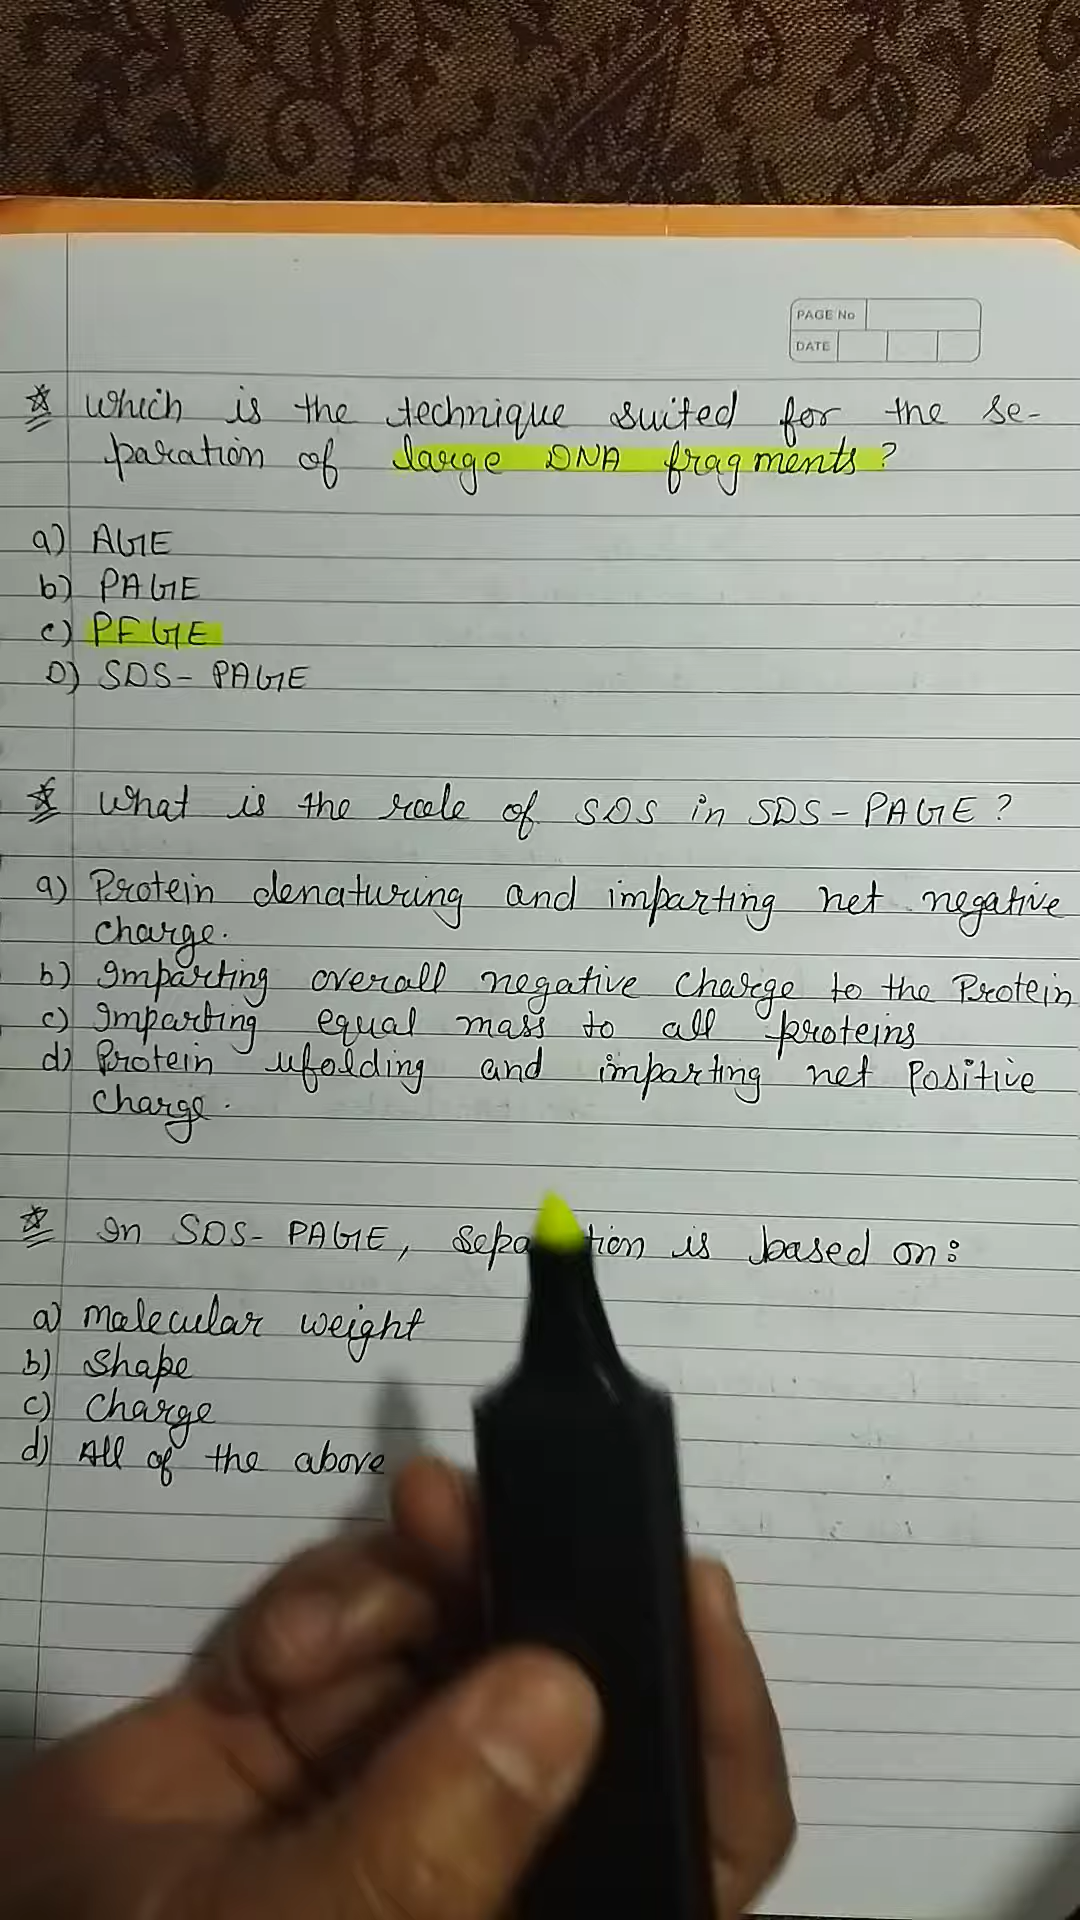 PAGE No
DATE
☆ which is the technique suited for the se-
paration of large DNA fragments?
a) AGE
b) PAGE
c) PFGE
D) SDS- PAGE
☆ What is the role of SDS in SDS-PAGE?
a) Protein denaturing and imparting net negative
charge.
b) Imparting overall negative charge to the Protein
c) Imparting equal mass to all proteins
d) Protein ufolding and imparting net Positive
charge.
☆ In SDS- PAGE, Sepa tion is based on:
a) molecular weight
b) shape
c) charge
d) All of the above